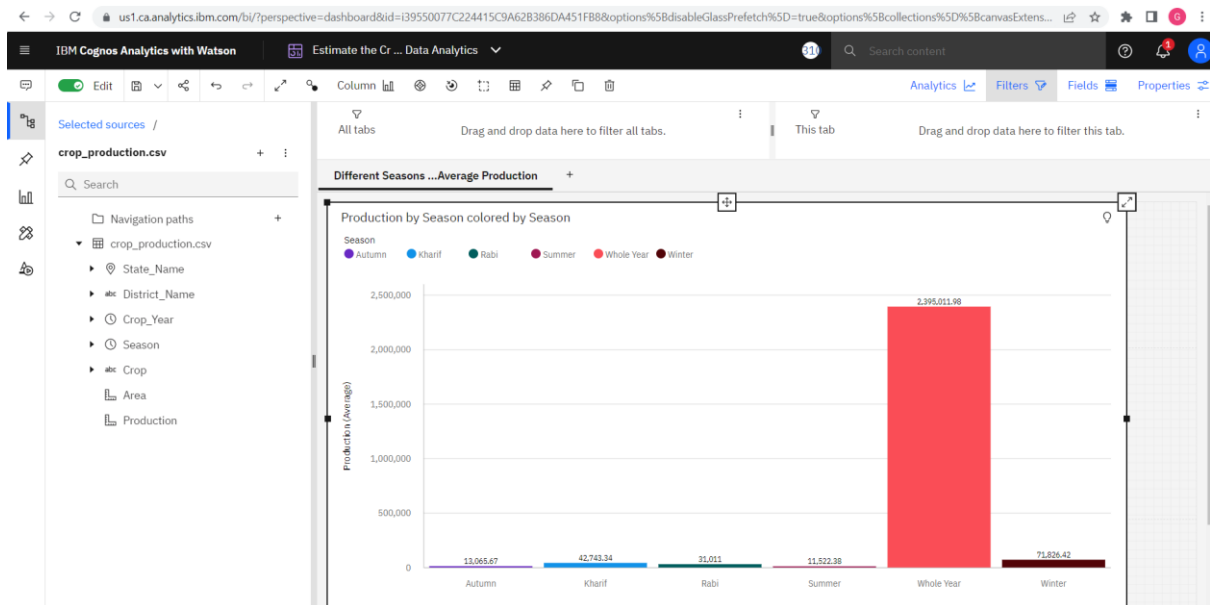 us1.ca.analytics.ibm.com/bi/?perspective=dashboard&id=i39550077C224415C9A62B386DA451FB8&options%5BdisableGlassPrefetch%5D=true&options%5Bcollections%5D%5BcanvasExtens...
G
IBM Cognos Analytics with Watson
Estimate the Cr ... Data Analytics
310
Search content
1
Edit
Column
Analytics
Filters
Fields
Properties
Selected sources /
All tabs
Drag and drop data here to filter all tabs.
This tab
Drag and drop data here to filter this tab.
crop_production.csv
Search
Different Seasons ...Average Production
Navigation paths
crop_production.csv
abc State_Name
abc District_Name
Crop_Year
Season
abc Crop
Area
Production
Production by Season colored by Season
Season
Autumn Kharif Rabi Summer Whole Year Winter
Production (Average)
2,500,000
2,000,000
1,500,000
1,000,000
500,000
0
13,065.67
42,743.34
31,011
11,522.38
2,395,011.98
71,826.42
Autumn Kharif Rabi Summer Whole Year Winter